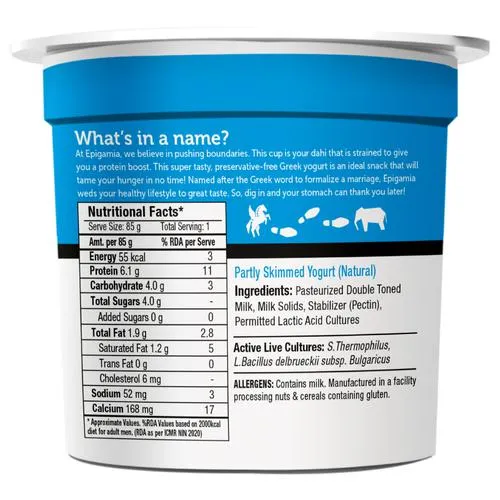 What's in a name?
At Epigamia, we believe in pushing boundaries. This cup is your dahi that is strained to give
you a protein boost. This super tasty, preservative-free Greek yogurt is an ideal snack that will
tame your hunger in no time! Named after the Greek word to formalize a marriage, Epigamia
weds your healthy lifestyle to great taste. So, dig in and your stomach can thank you later!
Nutritional Facts*
Serve Size: 85 g Total Serving: 1
Amt. per 85 g % RDA per Serve
Energy 55 kcal 3
Protein 6.1 g 11
Carbohydrate 4.0 g 3
Total Sugars 4.0 g -
Added Sugars 0 g 0
Total Fat 1.9 g 2.8
Saturated Fat 1.2 g 5
Trans Fat 0 g 0
Cholesterol 6 mg -
Sodium 52 mg 3
Calcium 168 mg 17
* Approximate Values. %RDA Values based on 2000kcal
diet for adult men. (RDA as per ICMR NIN 2020)
Partly Skimmed Yogurt (Natural)
Ingredients: Pasteurized Double Toned
Milk, Milk Solids, Stabilizer (Pectin),
Permitted Lactic Acid Cultures
Active Live Cultures: S.Thermophilus,
L.Bacillus delbrueckii subsp. Bulgaricus
ALLERGENS: Contains milk. Manufactured in a facility
processing nuts & cereals containing gluten.